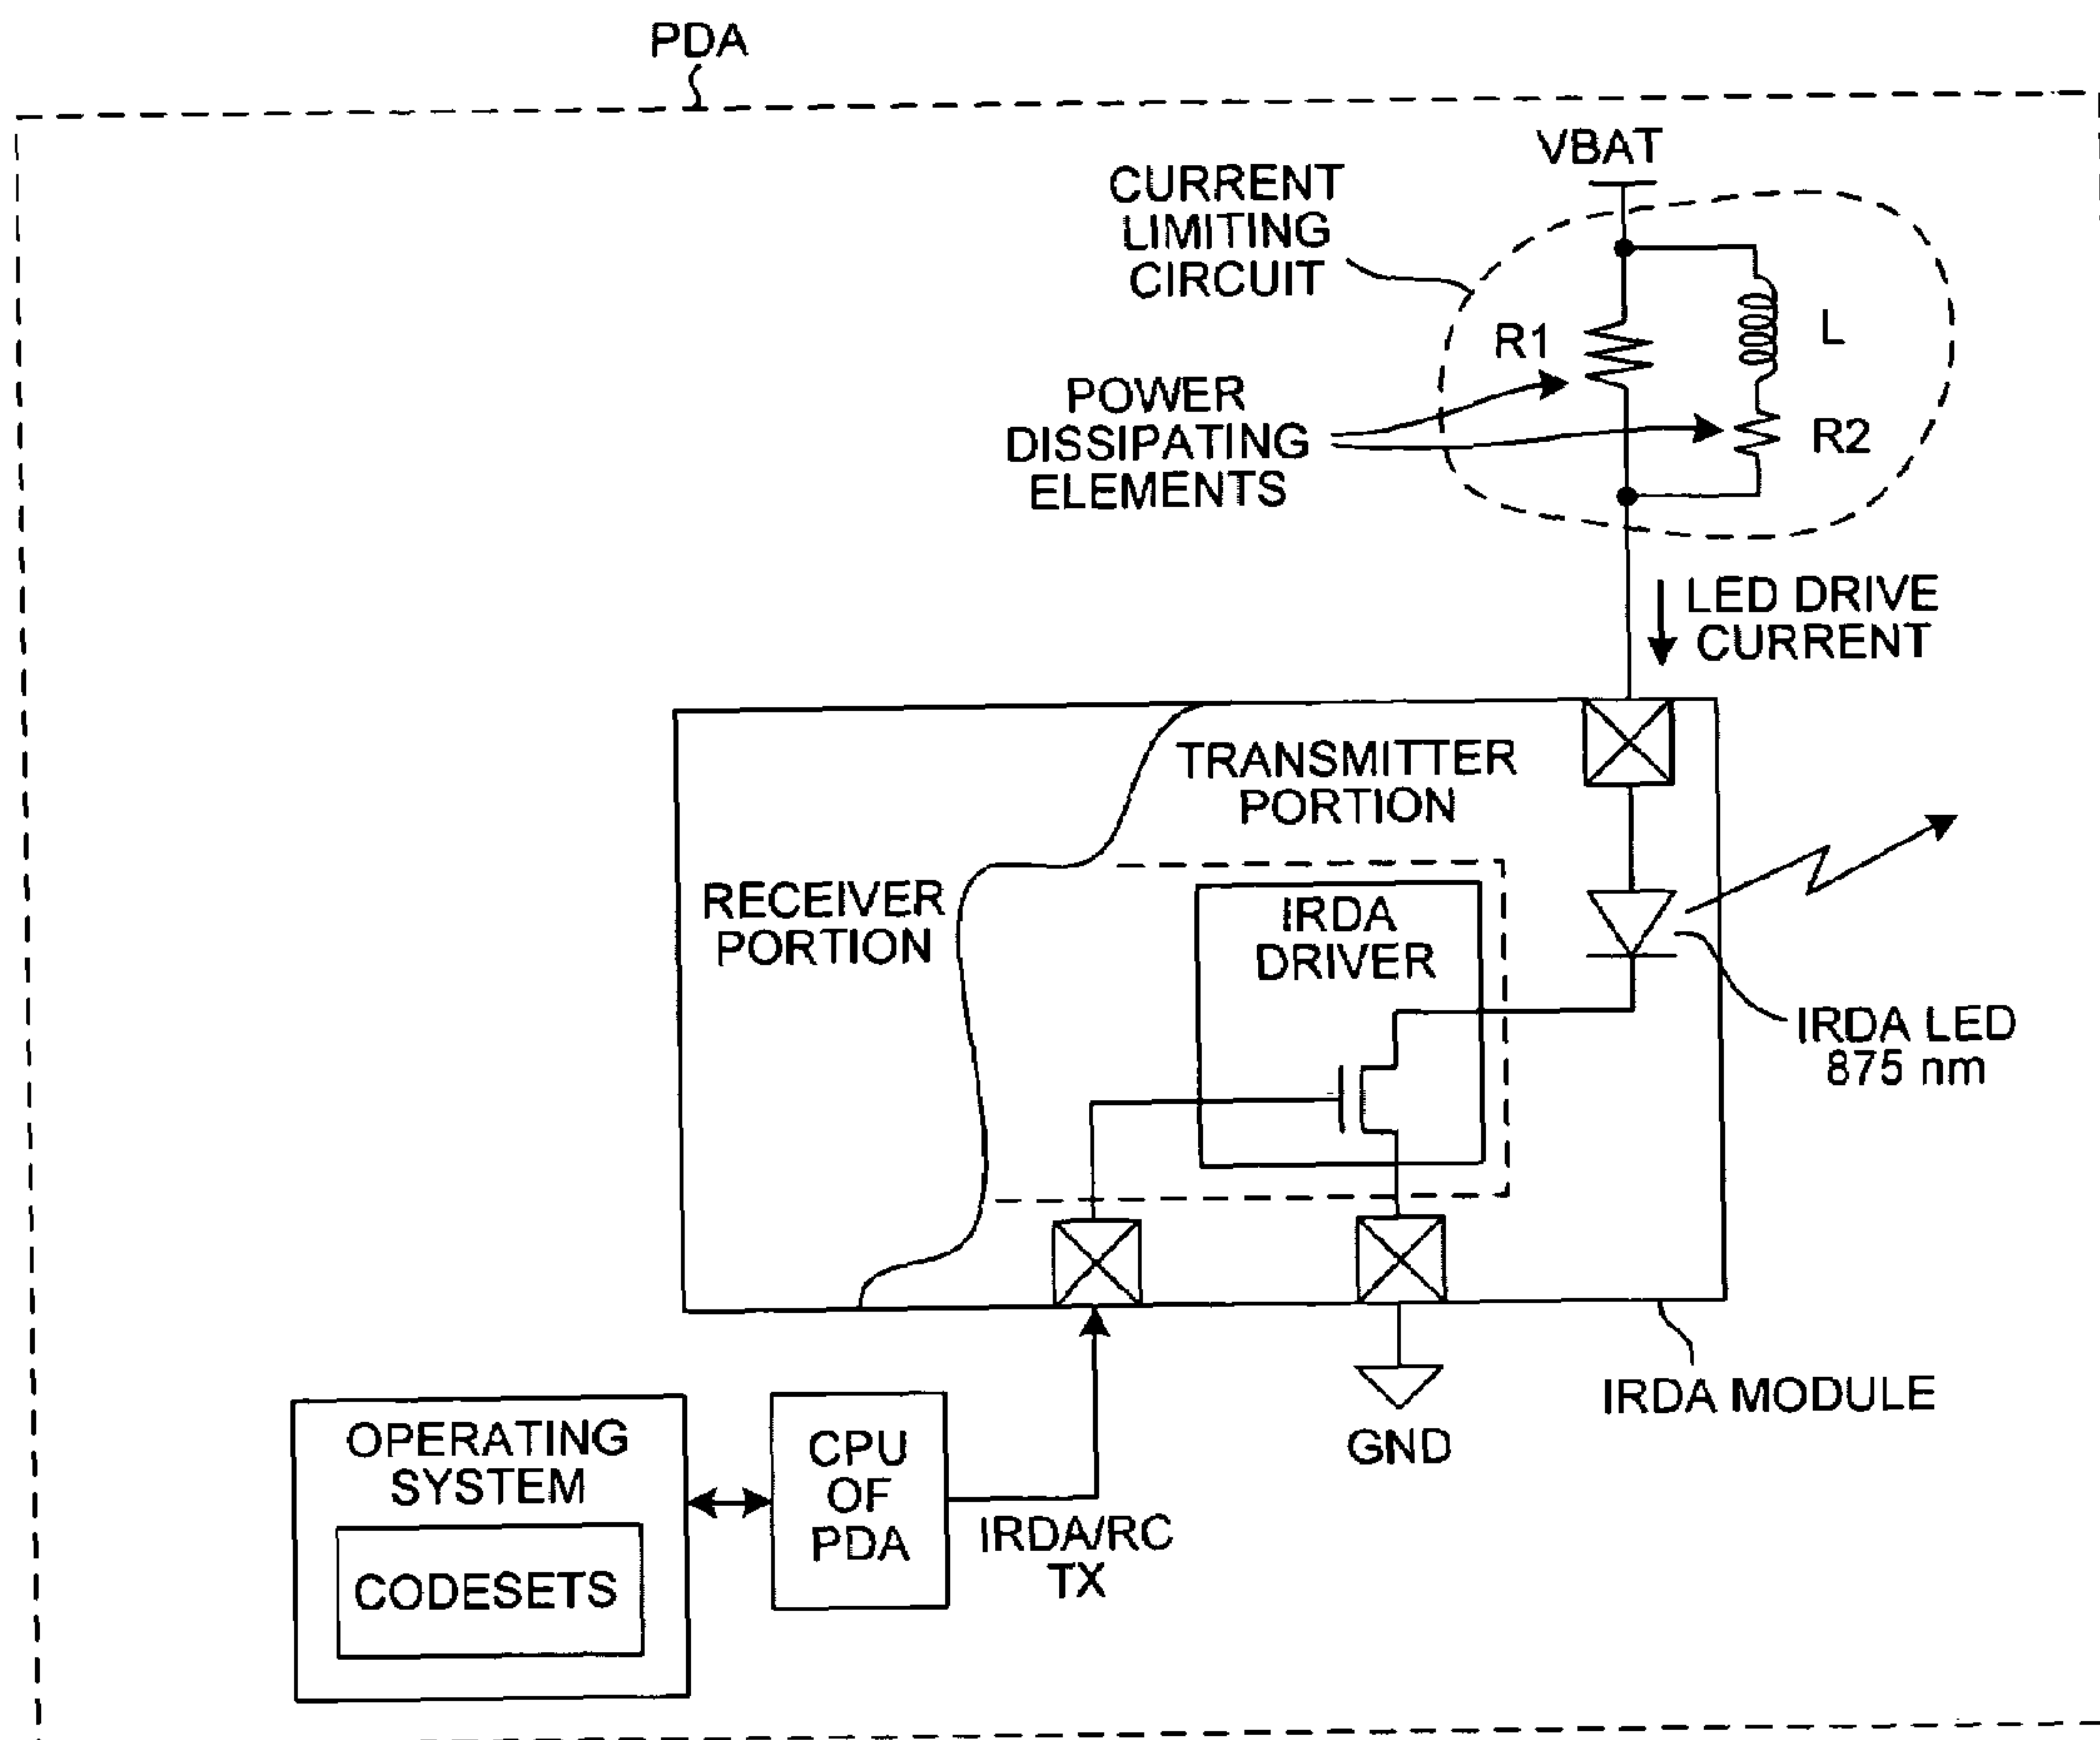 PDA
VBAT
CURRENT
LIMITING
CIRCUIT
R1
L
POWER
DISSIPATING
ELEMENTS
R2
LED DRIVE
CURRENT
TRANSMITTER
PORTION
RECEIVER
PORTION
IRDA
DRIVER
IRDA LED
875 nm
IRDA MODULE
GND
OPERATING
SYSTEM
CODESETS
CPU
OF
PDA
IRDA/RC
TX